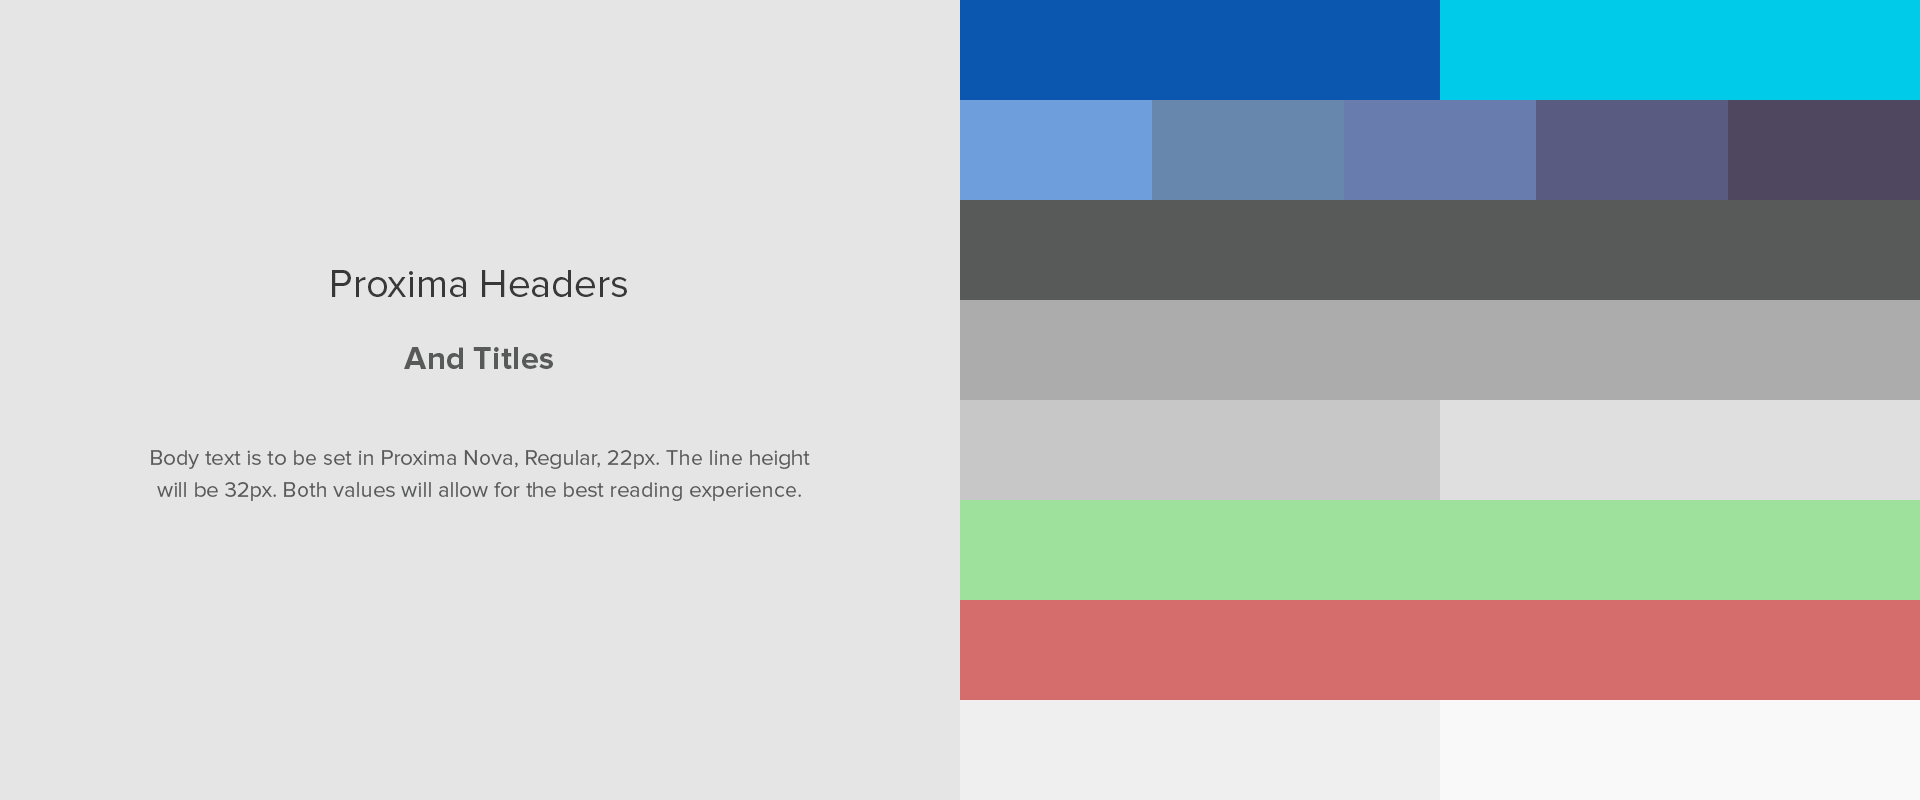 Proxima Headers
And Titles
Body text is to be set in Proxima Nova, Regular, 22px. The line height
will be 32px. Both values will allow for the best reading experience.